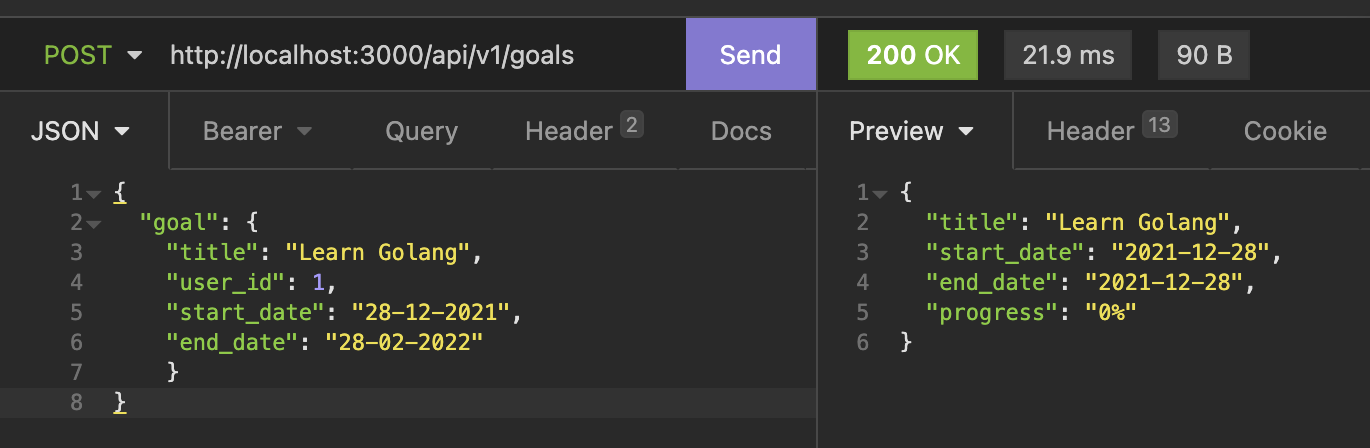 POST http://localhost:3000/api/v1/goals Send 200 OK 21.9 ms 90 B
JSON Bearer Query Header 2 Docs Preview Header 13 Cookie
1 {
2 "goal": {
3 "title": "Learn Golang",
4 "user_id": 1,
5 "start_date": "28-12-2021",
6 "end_date": "28-02-2022"
7 }
8 }
1 {
2 "title": "Learn Golang",
3 "start_date": "2021-12-28",
4 "end_date": "2021-12-28",
5 "progress": "0%"
6 }